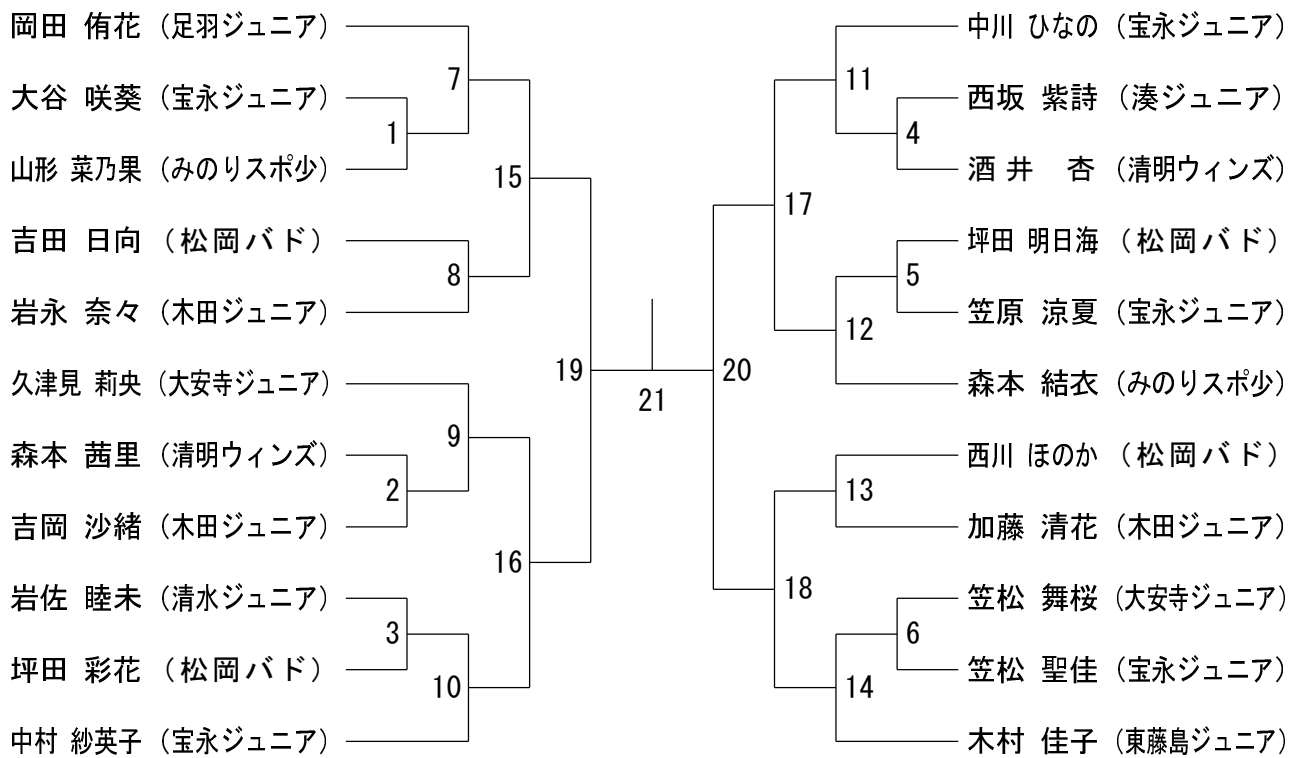 岡田 侑花 (足羽ジュニア)
大谷 咲葵 (宝永ジュニア)
山形 菜乃果 (みのりスポ少)
吉田 日向 (松岡バド)
岩永 奈々 (木田ジュニア)
久津見 莉央 (大安寺ジュニア)
森本 茜里 (清明ウィンズ)
吉岡 沙緒 (木田ジュニア)
岩佐 睦未 (清水ジュニア)
坪田 彩花 (松岡バド)
中村 紗英子 (宝永ジュニア)
1
2
3
7
8
9
10
15
16
19
21
20
17
18
11
12
13
14
4
5
6
中川 ひなの (宝永ジュニア)
西坂 紫詩 (湊ジュニア)
酒井 杏 (清明ウィンズ)
坪田 明日海 (松岡バド)
笠原 涼夏 (宝永ジュニア)
森本 結衣 (みのりスポ少)
西川 ほのか (松岡バド)
加藤 清花 (木田ジュニア)
笠松 舞桜 (大安寺ジュニア)
笠松 聖佳 (宝永ジュニア)
木村 佳子 (東藤島ジュニア)